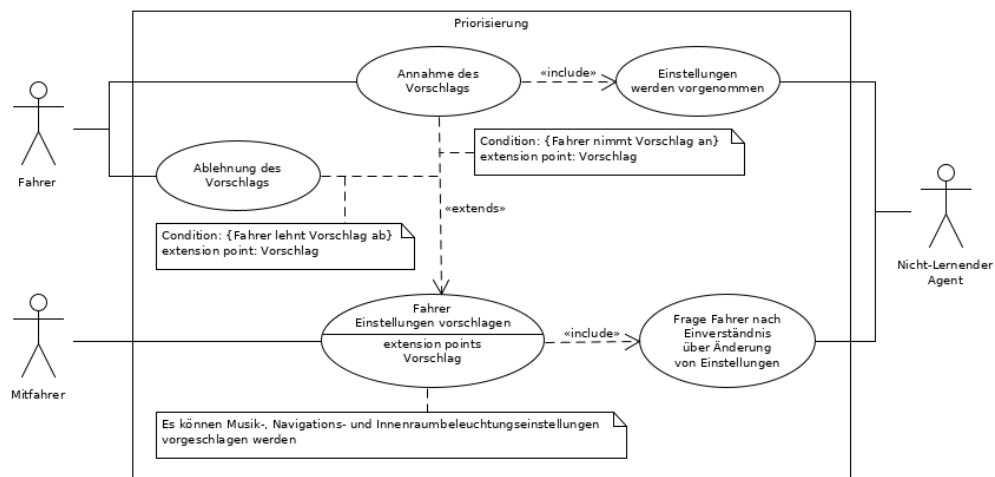 Priorisierung
Annahme des
Vorschlags
«include»
Einstellungen
werden vorgenommen
Fahrer
Condition: {Fahrer nimmt Vorschlag an}
extension point: Vorschlag
Ablehnung des
Vorschlags
«extends»
Condition: {Fahrer lehnt Vorschlag ab}
extension point: Vorschlag
Nicht-Lernender
Agent
Fahrer
Einstellungen vorschlagen
extension points
Vorschlag
«include»
Frage Fahrer nach
Einverständnis
über Änderung
von Einstellungen
Mitfahrer
Es können Musik-, Navigations- und Innenraumbeleuchtungseinstellungen
vorgeschlagen werden